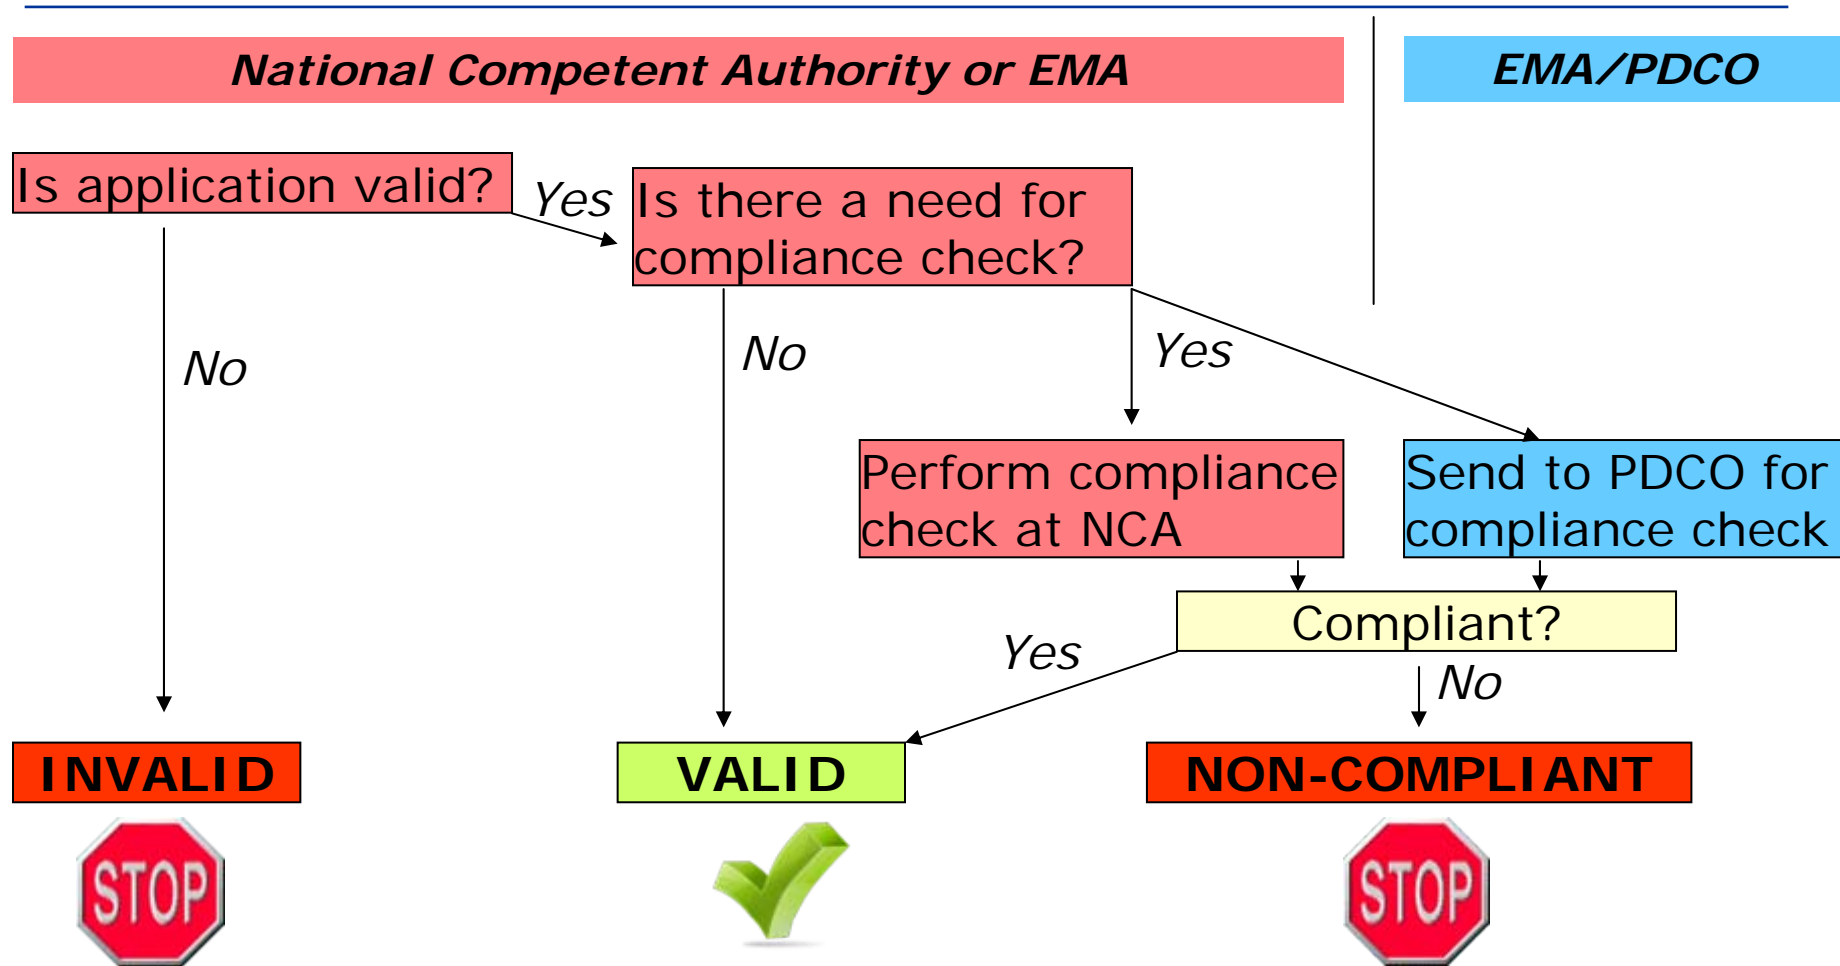 National Competent Authority or EMA
EMA/PDCO
Is application valid?
Yes
Is there a need for
compliance check?
No
No
Yes
Perform compliance
check at NCA
Send to PDCO for
compliance check
Compliant?
Yes
No
INVALID
VALID
NON-COMPLIANT
STOP
STOP